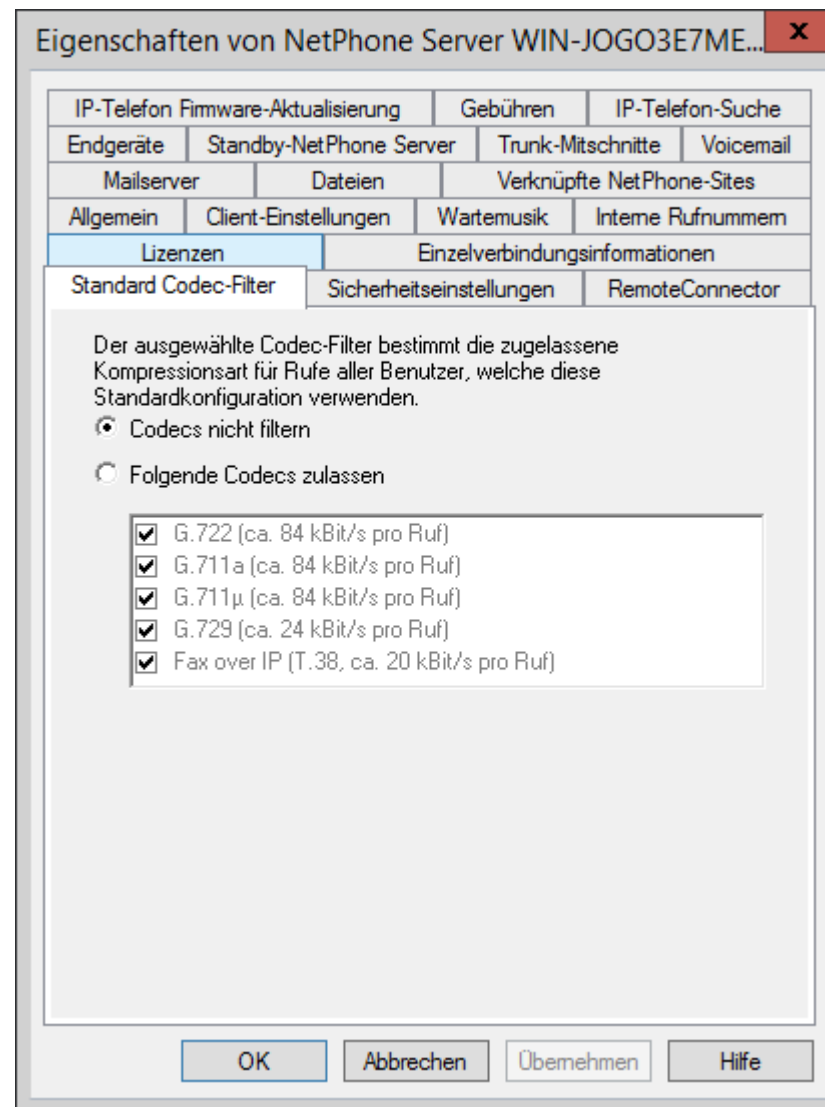 Eigenschaften von NetPhone Server WIN-JOGO3E7ME... x
IP-Telefon Firmware-Aktualisierung Gebühren IP-Telefon-Suche
Endgeräte Standby-NetPhone Server Trunk-Mitschnitte Voicemail
Mailserver Dateien Verknüpfte NetPhone-Sites
Allgemein Client-Einstellungen Wartemusik Interne Rufnummern
Lizenzen Einzelverbindungsinformationen
Standard Codec-Filter Sicherheitseinstellungen RemoteConnector
Der ausgewählte Codec-Filter bestimmt die zugelassene
Kompressionsart für Rufe aller Benutzer, welche diese
Standardkonfiguration verwenden.
Codecs nicht filtern
Folgende Codecs zulassen
G.722 (ca. 84 kBit/s pro Ruf)
G.711a (ca. 84 kBit/s pro Ruf)
G.711µ (ca. 84 kBit/s pro Ruf)
G.729 (ca. 24 kBit/s pro Ruf)
Fax over IP (T.38, ca. 20 kBit/s pro Ruf)
OK Abbrechen Übernehmen Hilfe